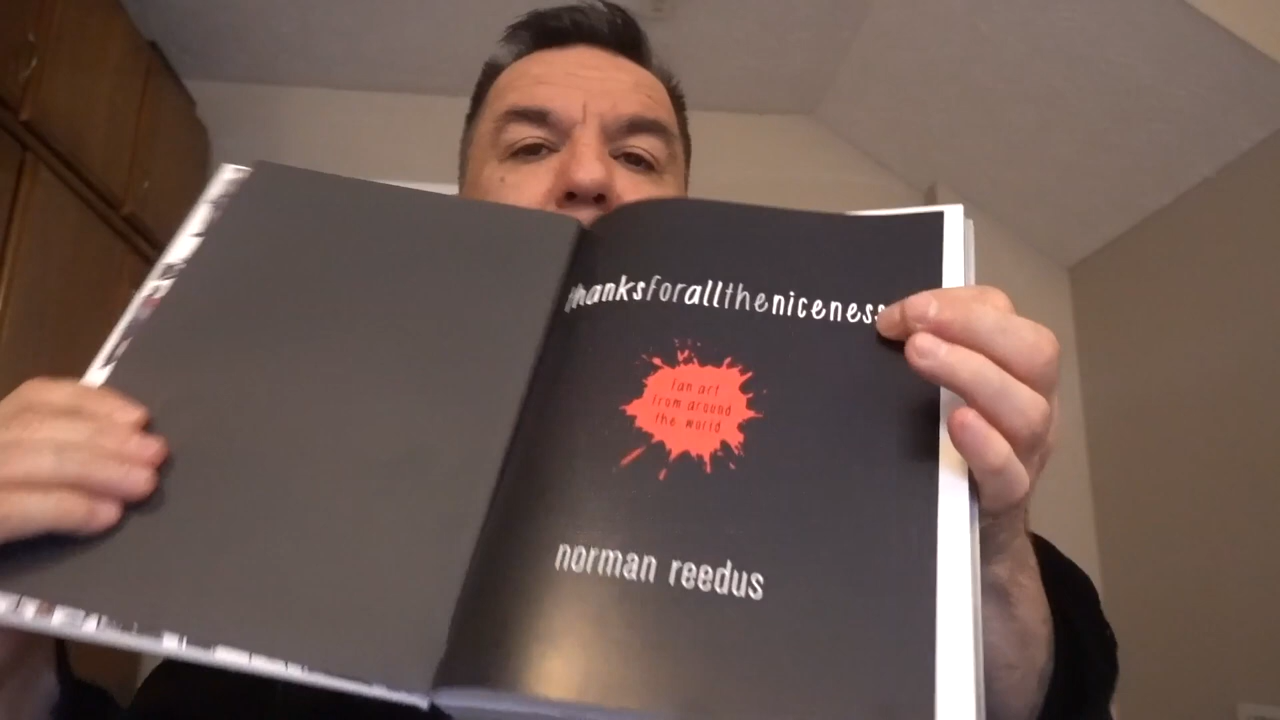 thanksforalltheniceness
fan art
from around
the world
norman reedus